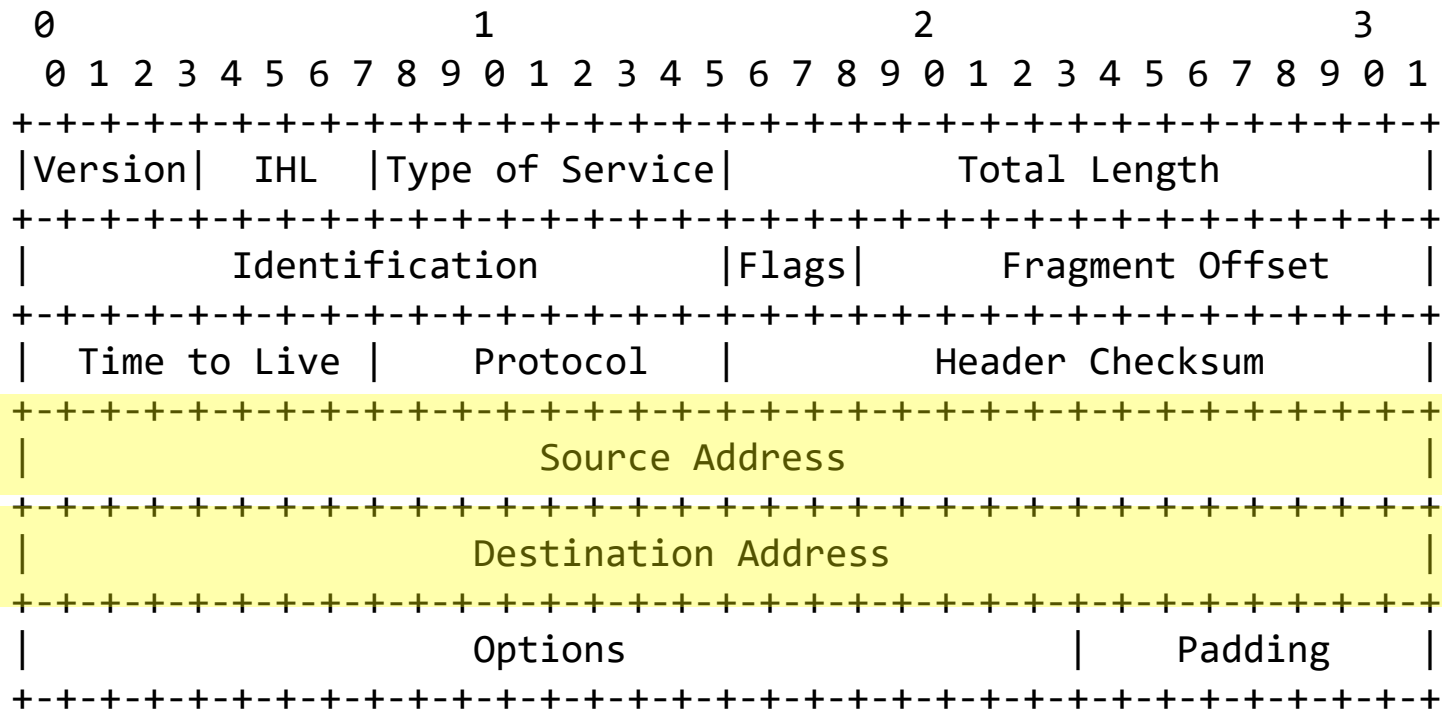 0                   1                   2                   3
 0 1 2 3 4 5 6 7 8 9 0 1 2 3 4 5 6 7 8 9 0 1 2 3 4 5 6 7 8 9 0 1
+-+-+-+-+-+-+-+-+-+-+-+-+-+-+-+-+-+-+-+-+-+-+-+-+-+-+-+-+-+-+-+-+
|Version|  IHL  |Type of Service|          Total Length         |
+-+-+-+-+-+-+-+-+-+-+-+-+-+-+-+-+-+-+-+-+-+-+-+-+-+-+-+-+-+-+-+-+
|         Identification        |Flags|      Fragment Offset    |
+-+-+-+-+-+-+-+-+-+-+-+-+-+-+-+-+-+-+-+-+-+-+-+-+-+-+-+-+-+-+-+-+
|  Time to Live |    Protocol   |         Header Checksum       |
+-+-+-+-+-+-+-+-+-+-+-+-+-+-+-+-+-+-+-+-+-+-+-+-+-+-+-+-+-+-+-+-+
|                       Source Address                          |
+-+-+-+-+-+-+-+-+-+-+-+-+-+-+-+-+-+-+-+-+-+-+-+-+-+-+-+-+-+-+-+-+
|                    Destination Address                        |
+-+-+-+-+-+-+-+-+-+-+-+-+-+-+-+-+-+-+-+-+-+-+-+-+-+-+-+-+-+-+-+-+
|                    Options                    |    Padding    |
+-+-+-+-+-+-+-+-+-+-+-+-+-+-+-+-+-+-+-+-+-+-+-+-+-+-+-+-+-+-+-+-+